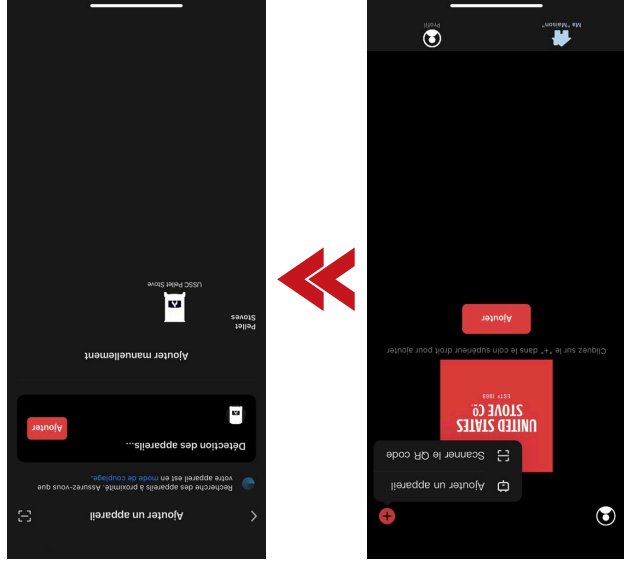 Ajouter un appareil
Scanner le QR code
UNITED STATES
STOVE CO.
EST. 1869
Cliquez sur le "+" dans le coin supérieur droit pour ajouter
Ajouter
Ma "Maison"
Profil
Ajouter un appareil
Recherche des appareils à proximité. Assurez-vous que
votre appareil est en mode de couplage.
Détection des appareils...
Ajouter
Ajouter manuellement
Pellet
Stoves
USSC Pellet Stove